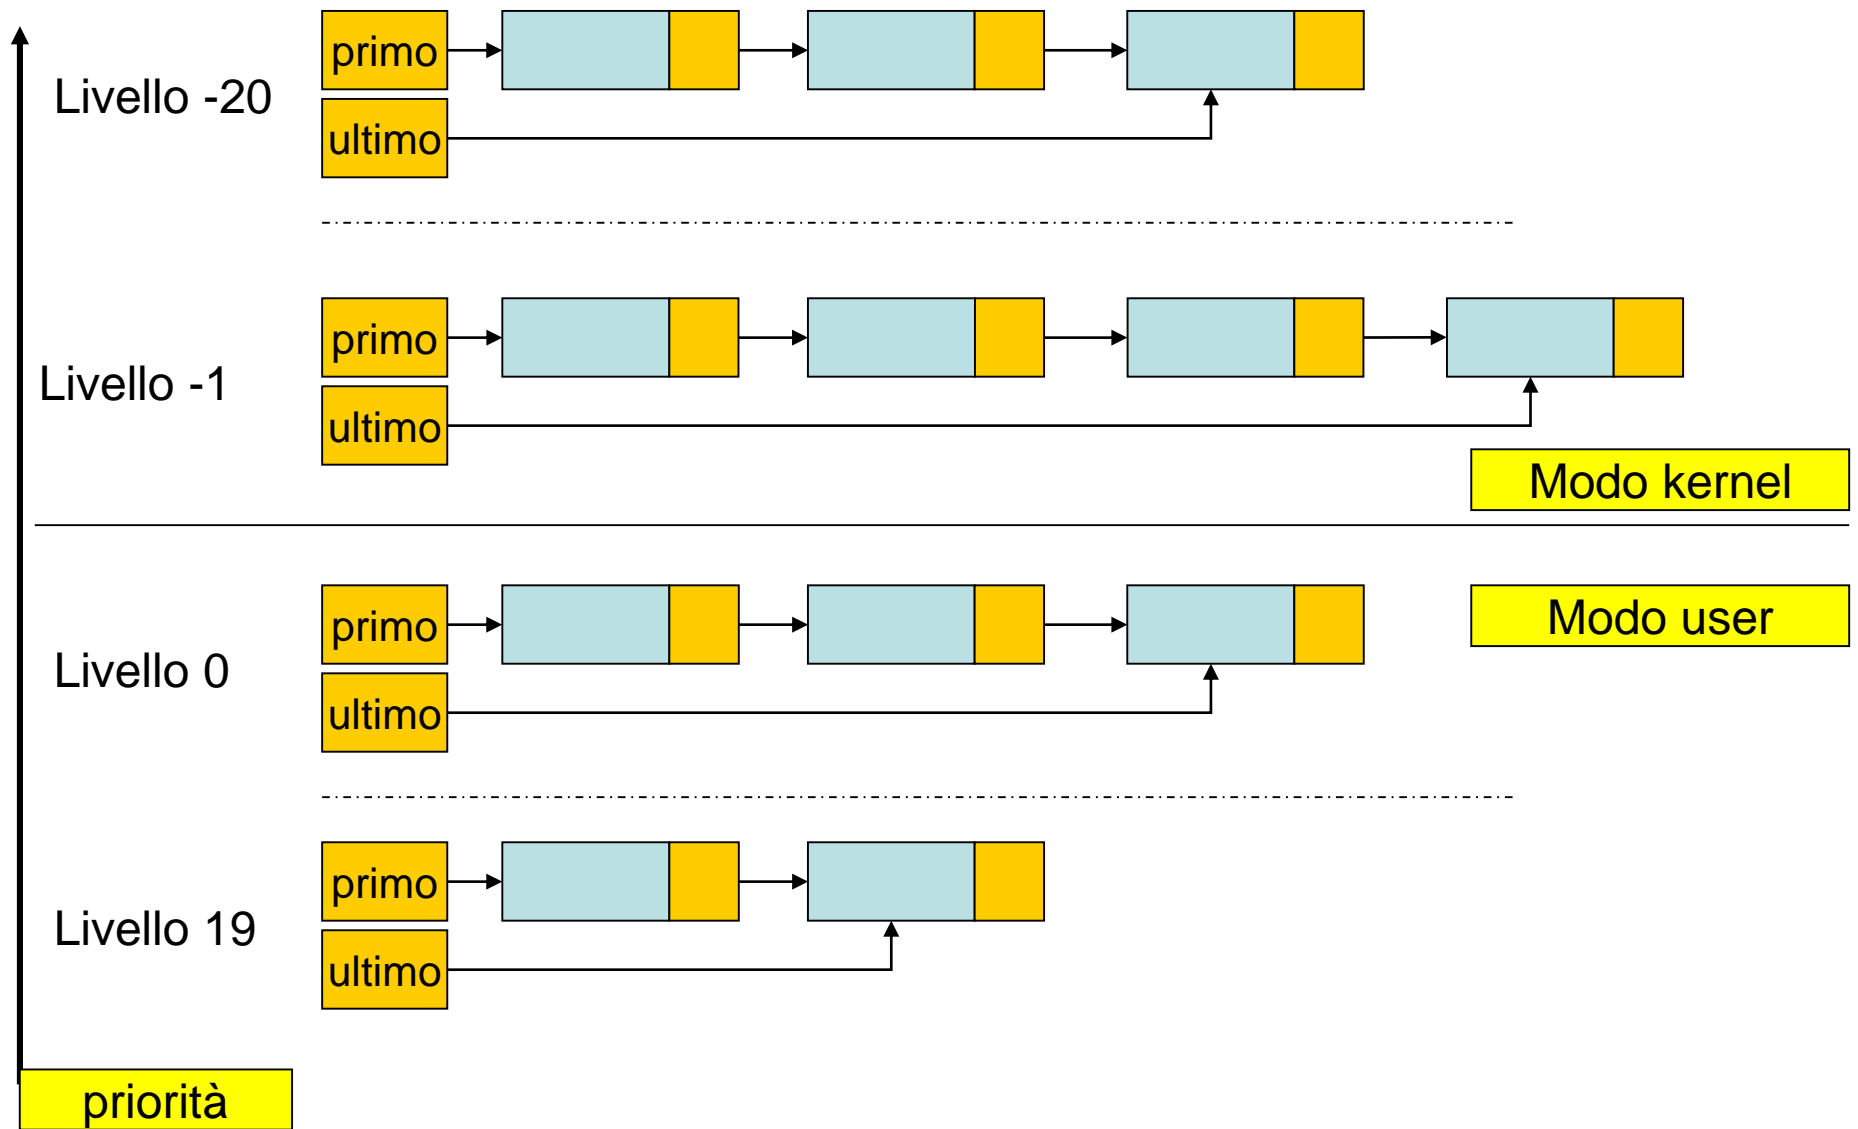 primo
Livello -20
ultimo
primo
Livello -1
ultimo
Modo kernel
primo
Modo user
Livello 0
ultimo
primo
Livello 19
ultimo
priorità